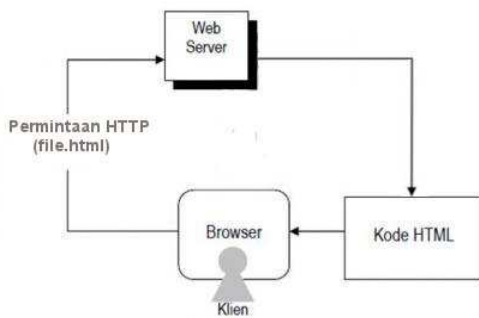 Web
Server
Permintaan HTTP
(file.html)
Browser
Kode HTML
Klien